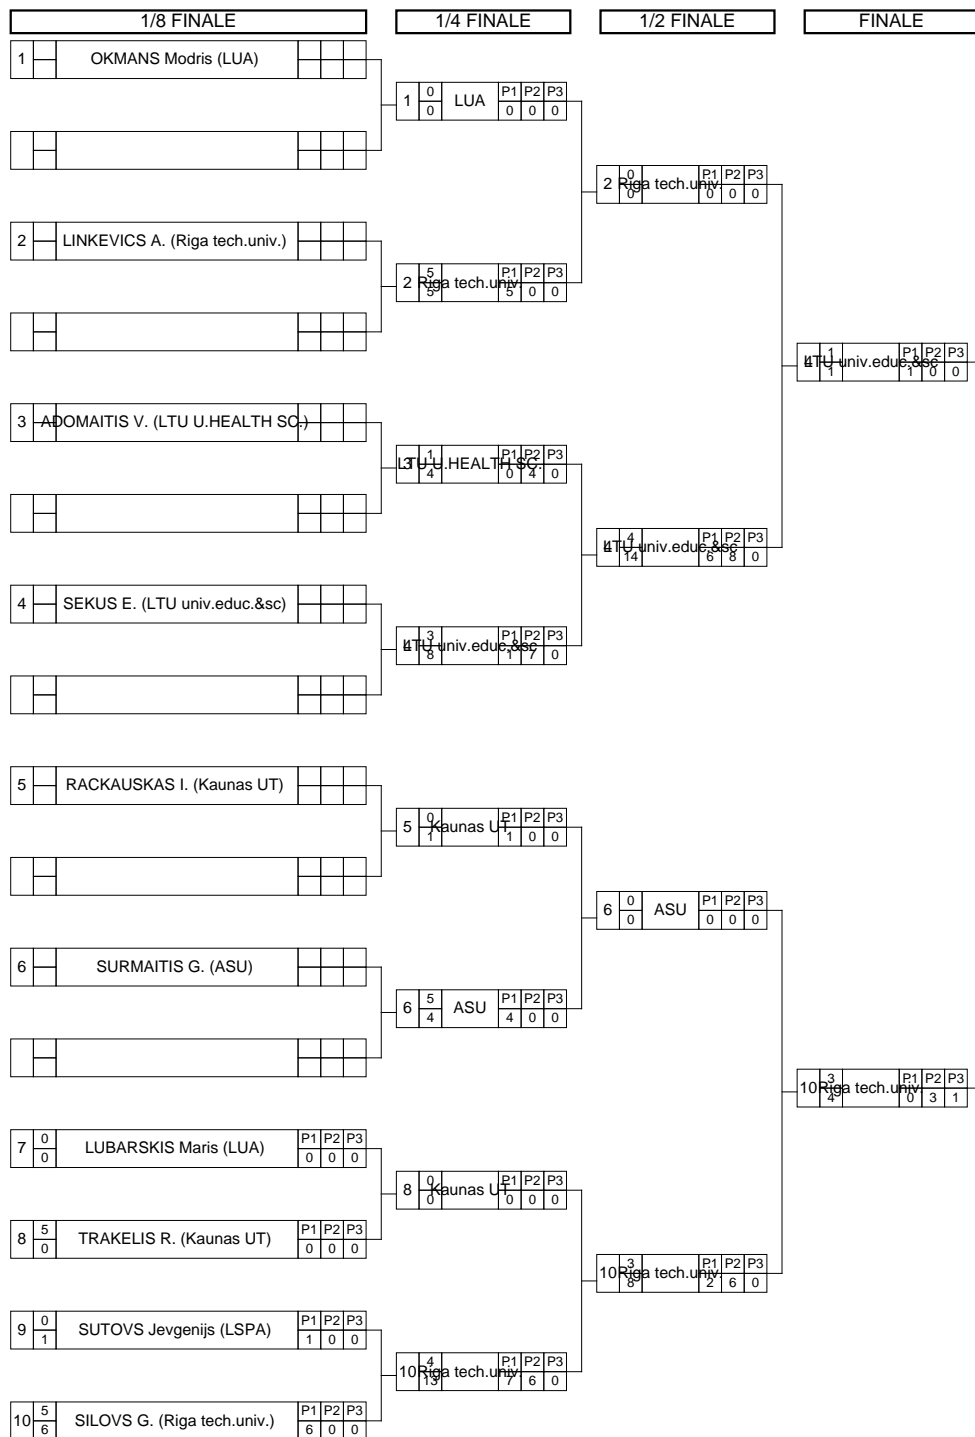 1/8 FINALE 1/4 FINALE 1/2 FINALE FINALE
1 OKMANS Modris (LUA)
1 0 0 LUA P1 P2 P3 0 0 0
2 0 0 Riga tech.univ. P1 P2 P3 0 0 0
2 LINKEVICS A. (Riga tech.univ.)
2 5 5 Riga tech.univ. P1 P2 P3 5 0 0
4 1 1 LTU univ.educ.&sc P1 P2 P3 1 0 0
3 ADOMAITIS V. (LTU U.HEALTH SC.)
3 1 4 LTU U.HEALTH SC. P1 P2 P3 0 4 0
4 4 14 LTU univ.educ.&sc P1 P2 P3 6 8 0
4 SEKUS E. (LTU univ.educ.&sc)
4 3 8 LTU univ.educ.&sc P1 P2 P3 1 7 0
5 RACKAUSKAS I. (Kaunas UT)
5 0 1 Kaunas UT P1 P2 P3 1 0 0
6 0 0 ASU P1 P2 P3 0 0 0
6 SURMAITIS G. (ASU)
6 5 4 ASU P1 P2 P3 4 0 0
10 3 4 Riga tech.univ. P1 P2 P3 0 3 1
7 0 0 LUBARSKIS Maris (LUA) P1 P2 P3 0 0 0
8 0 0 Kaunas UT P1 P2 P3 0 0 0
8 5 0 TRAKELIS R. (Kaunas UT) P1 P2 P3 0 0 0
10 3 8 Riga tech.univ. P1 P2 P3 2 6 0
9 0 1 SUTOVS Jevgenijs (LSPA) P1 P2 P3 1 0 0
10 4 13 Riga tech.univ. P1 P2 P3 7 6 0
10 5 6 SILOVS G. (Riga tech.univ.) P1 P2 P3 6 0 0